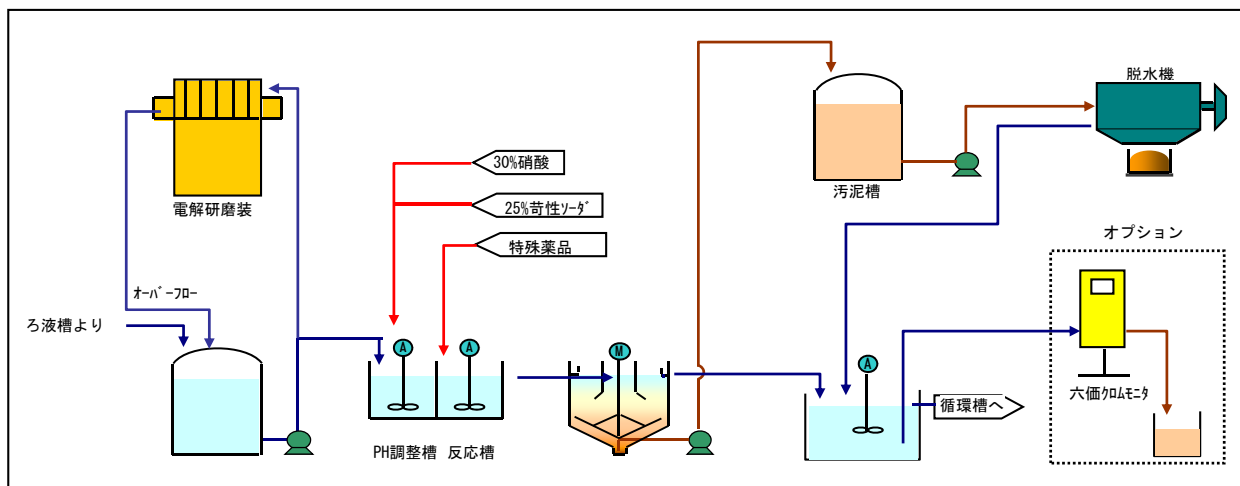 脱水機
30%硝酸
25%苛性ｿｰﾀﾞ
特殊薬品
電解研磨装
汚泥槽
オプション
ｵｰﾊﾞｰフロー
ろ液槽より
A
A
M
A
六価ｸﾛﾑﾓﾆﾀ
循環槽へ
PH調整槽 反応槽